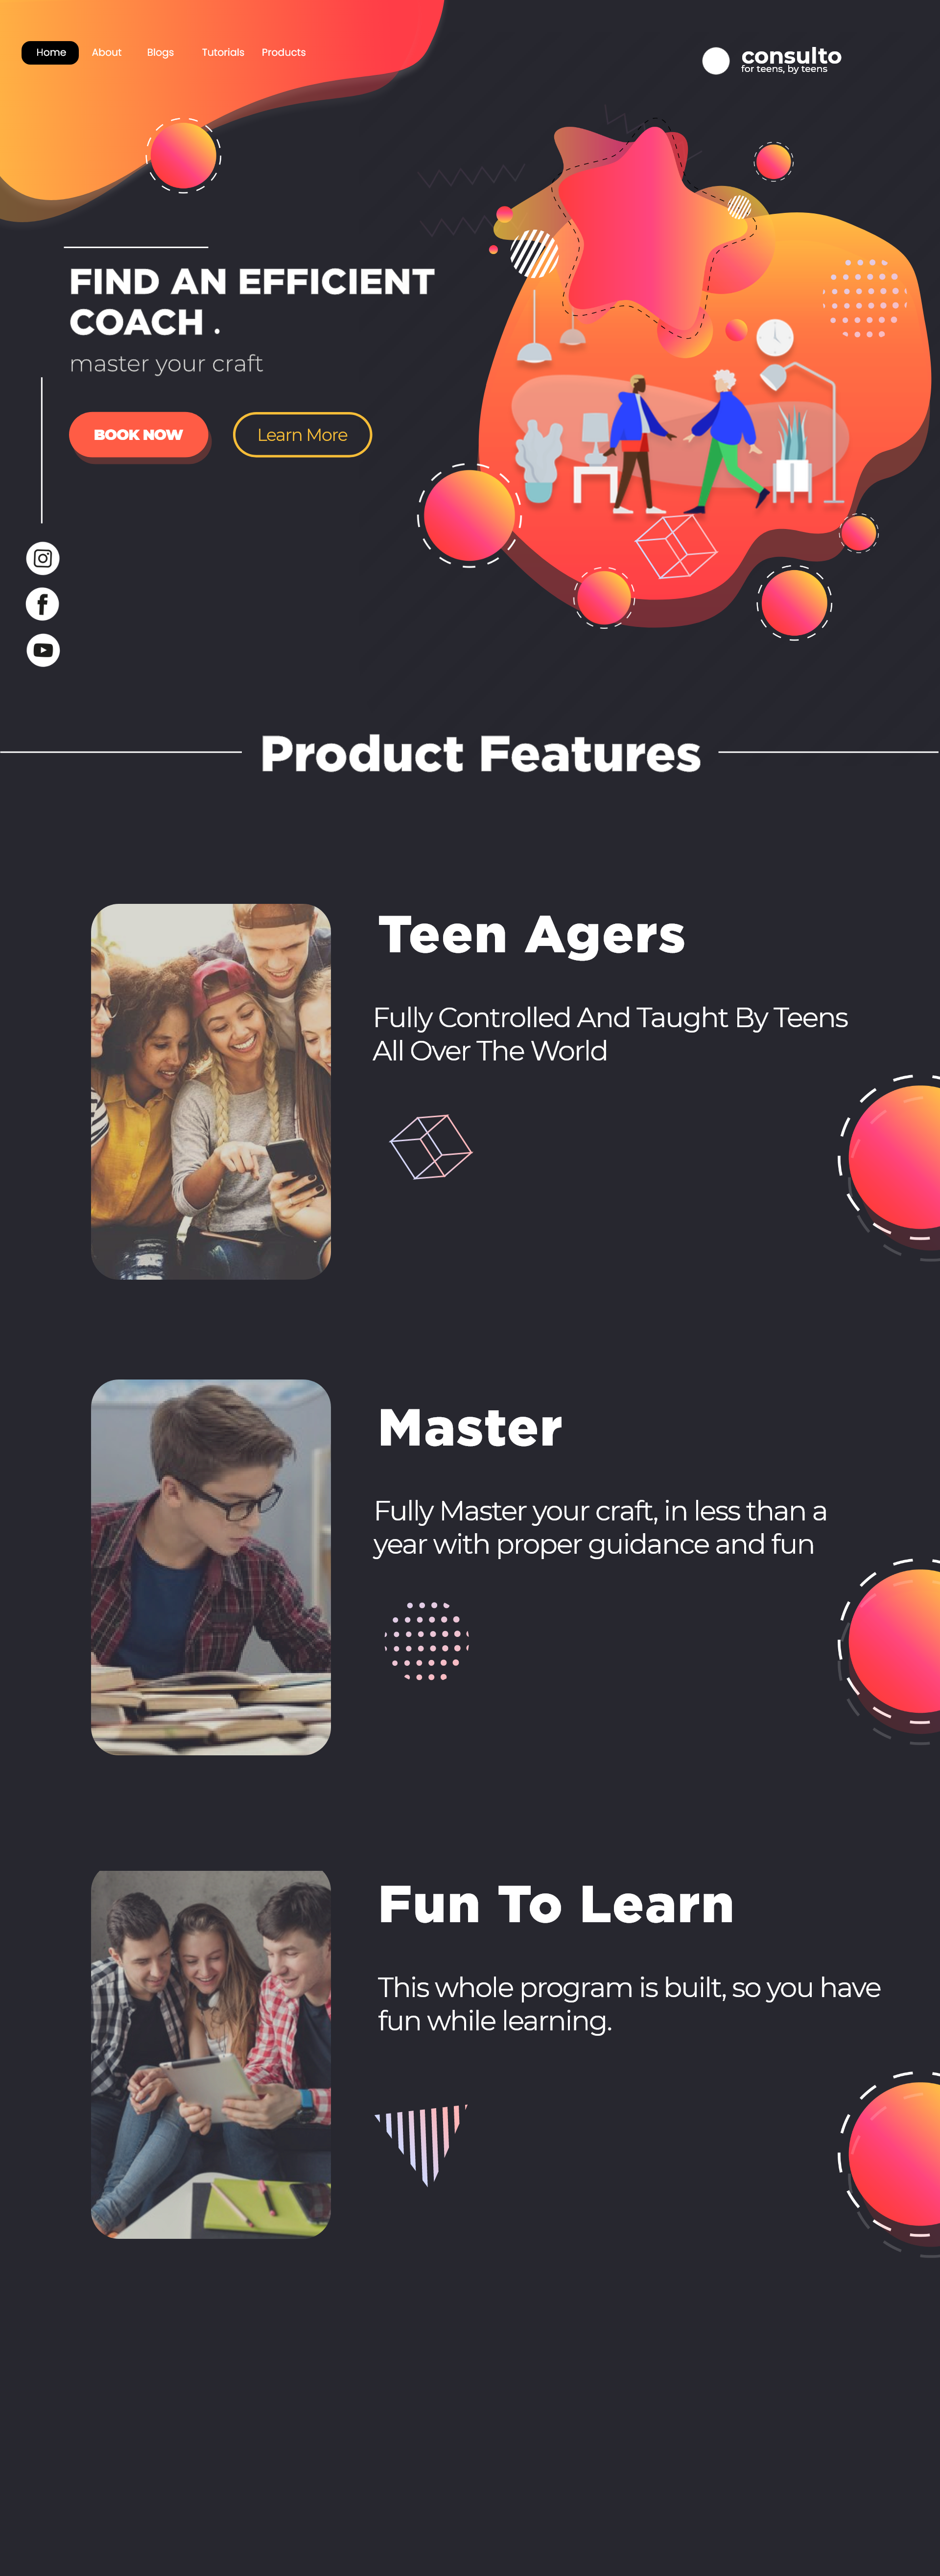 Home About Blogs Tutorials Products
consulto
for teens, by teens
FIND AN EFFICIENT
COACH .
master your craft
BOOK NOW Learn More
Product Features
Teen Agers
Fully Controlled And Taught By Teens
All Over The World
Master
Fully Master your craft, in less than a
year with proper guidance and fun
Fun To Learn
This whole program is built, so you have
fun while learning.